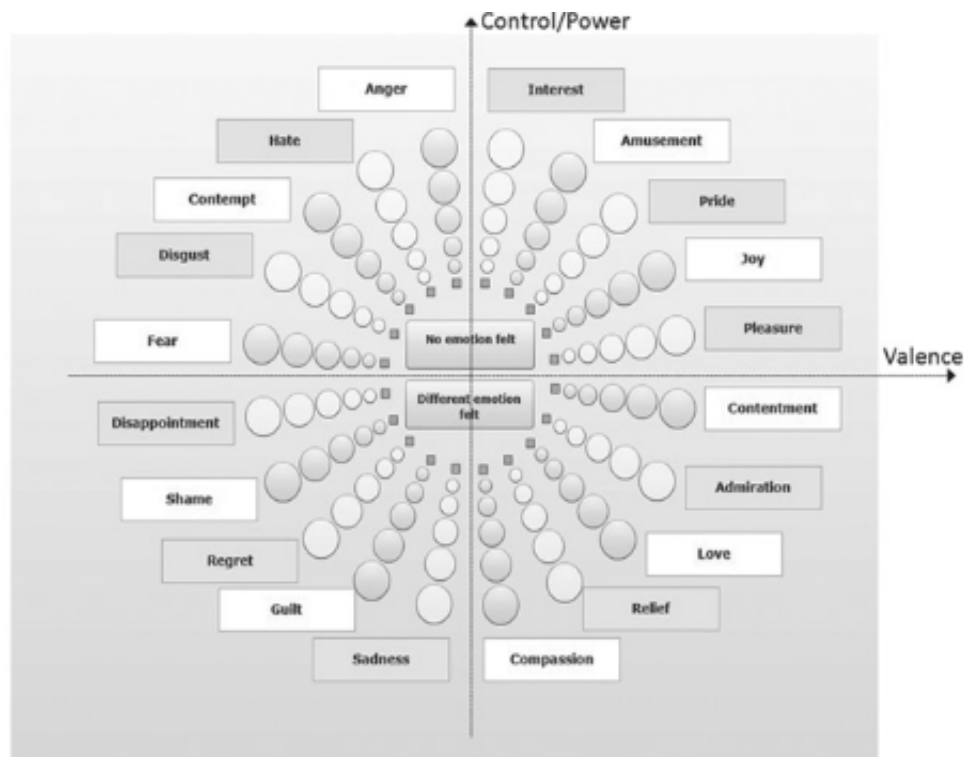 Control/Power
Anger
Interest
Hate
Amusement
Contempt
Pride
Disgust
Joy
Fear
No emotion felt
Pleasure
Valence
Disappointment
Different emotion
felt
Contentment
Shame
Admiration
Regret
Love
Guilt
Relief
Sadness
Compassion